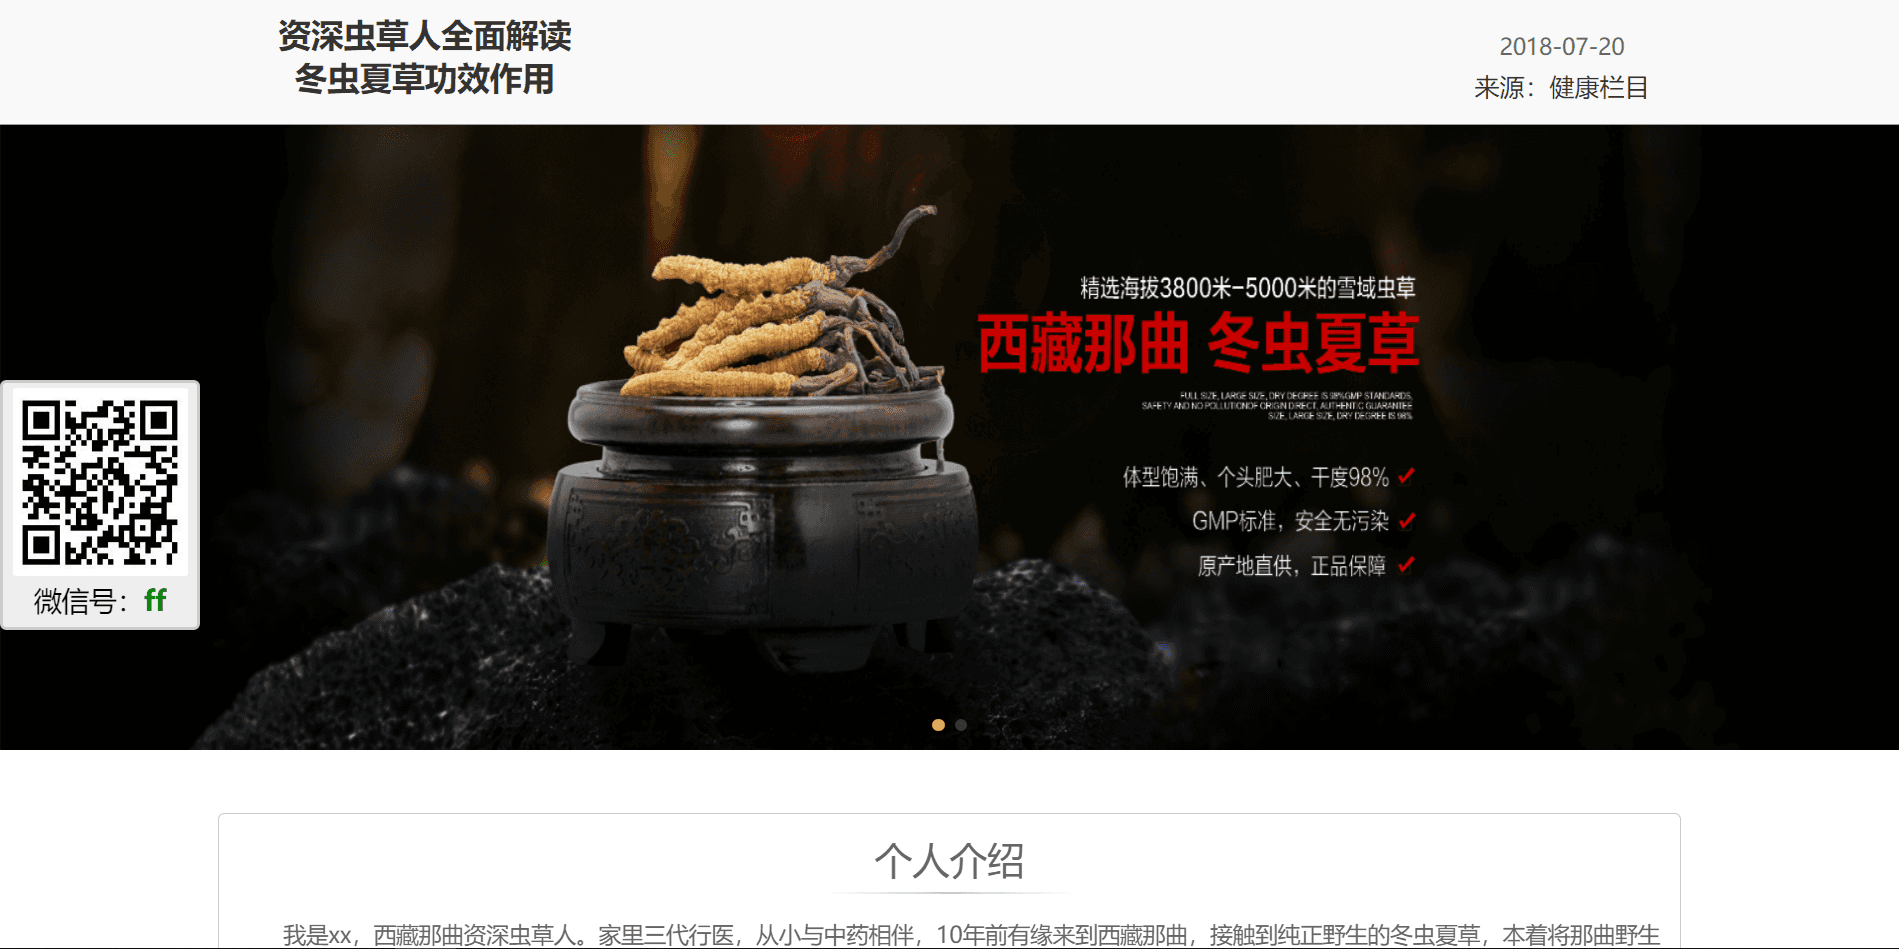 资深虫草人全面解读
冬虫夏草功效作用
2018-07-20
来源：健康栏目
精选海拔3800米-5000米的雪域虫草
西藏那曲 冬虫夏草
FULL SIZE, LARGE SIZE, DRY DEGREE IS 98%GMP STANDARDS,
SAFETY AND NO POLLUTIONOF ORIGIN DIRECT, AUTHENTIC GUARANTEE
SIZE, LARGE SIZE, DRY DEGREE IS 98%
体型饱满、个头肥大、干度98%
GMP标准，安全无污染
原产地直供，正品保障
微信号：ff
个人介绍
我是xx，西藏那曲资深虫草人。家里三代行医，从小与中药相伴，10年前有缘来到西藏那曲，接触到纯正野生的冬虫夏草，本着将那曲野生